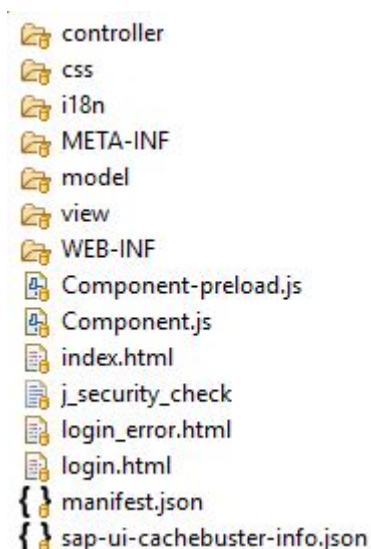 controller
css
i18n
META-INF
model
view
WEB-INF
Component-preload.js
Component.js
index.html
j_security_check
login_error.html
login.html
manifest.json
sap-ui-cachebuster-info.json